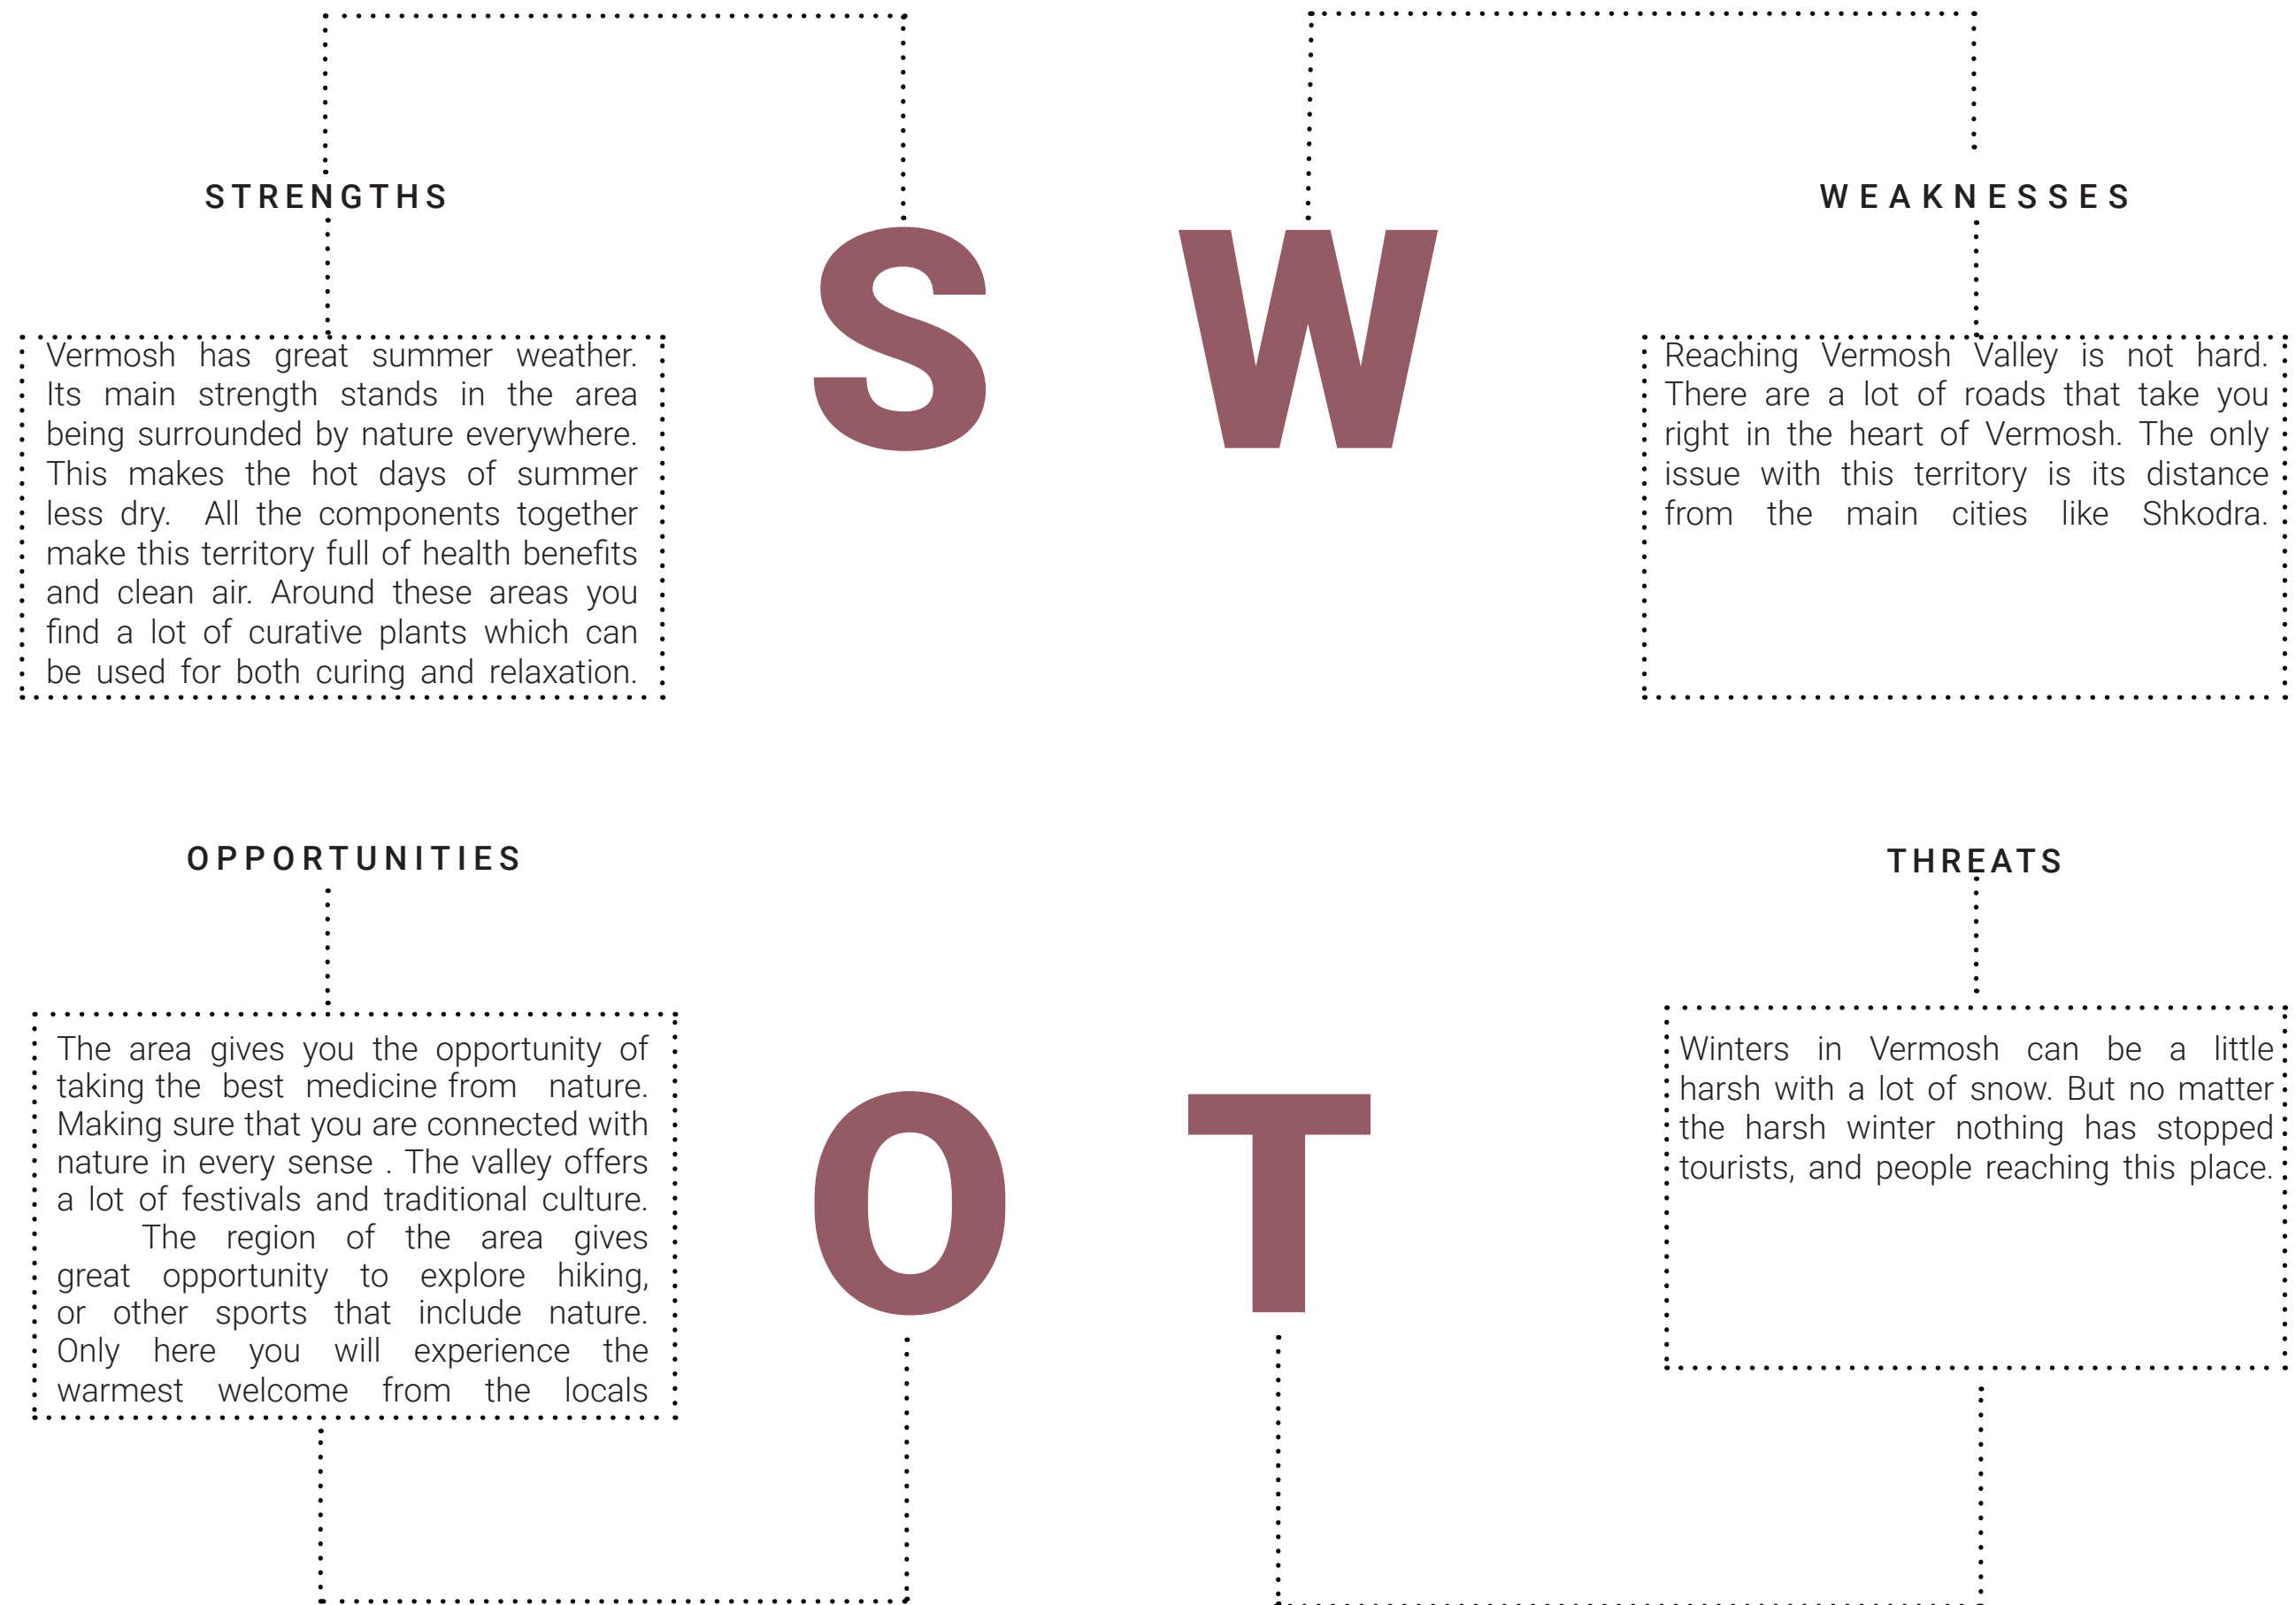 STRENGTHS
Vermosh has great summer weather.
Its main strength stands in the area
being surrounded by nature everywhere.
This makes the hot days of summer
less dry. All the components together
make this territory full of health benefits
and clean air. Around these areas you
find a lot of curative plants which can
be used for both curing and relaxation.
S W
WEAKNESSES
Reaching Vermosh Valley is not hard.
There are a lot of roads that take you
right in the heart of Vermosh. The only
issue with this territory is its distance
from the main cities like Shkodra.
OPPORTUNITIES
The area gives you the opportunity of
taking the best medicine from nature.
Making sure that you are connected with
nature in every sense . The valley offers
a lot of festivals and traditional culture.
The region of the area gives
great opportunity to explore hiking,
or other sports that include nature.
Only here you will experience the
warmest welcome from the locals
O T
THREATS
Winters in Vermosh can be a little
harsh with a lot of snow. But no matter
the harsh winter nothing has stopped
tourists, and people reaching this place.